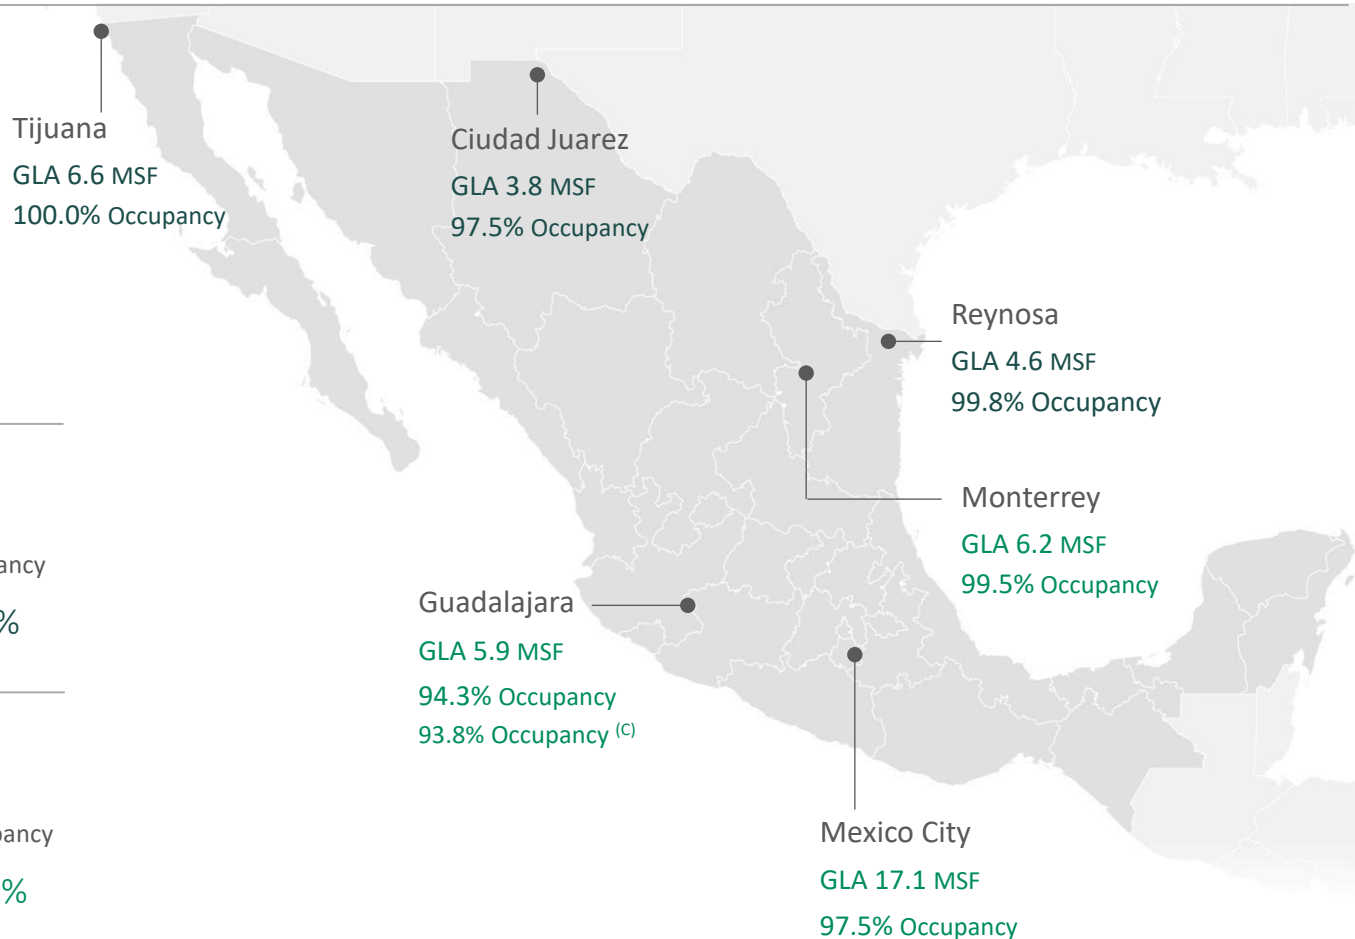 Tijuana
GLA 6.6 MSF
100.0% Occupancy
Ciudad Juarez
GLA 3.8 MSF
97.5% Occupancy
Reynosa
GLA 4.6 MSF
99.8% Occupancy
Monterrey
GLA 6.2 MSF
99.5% Occupancy
Guadalajara
GLA 5.9 MSF
94.3% Occupancy
93.8% Occupancy (C)
Mexico City
GLA 17.1 MSF
97.5% Occupancy
%
%